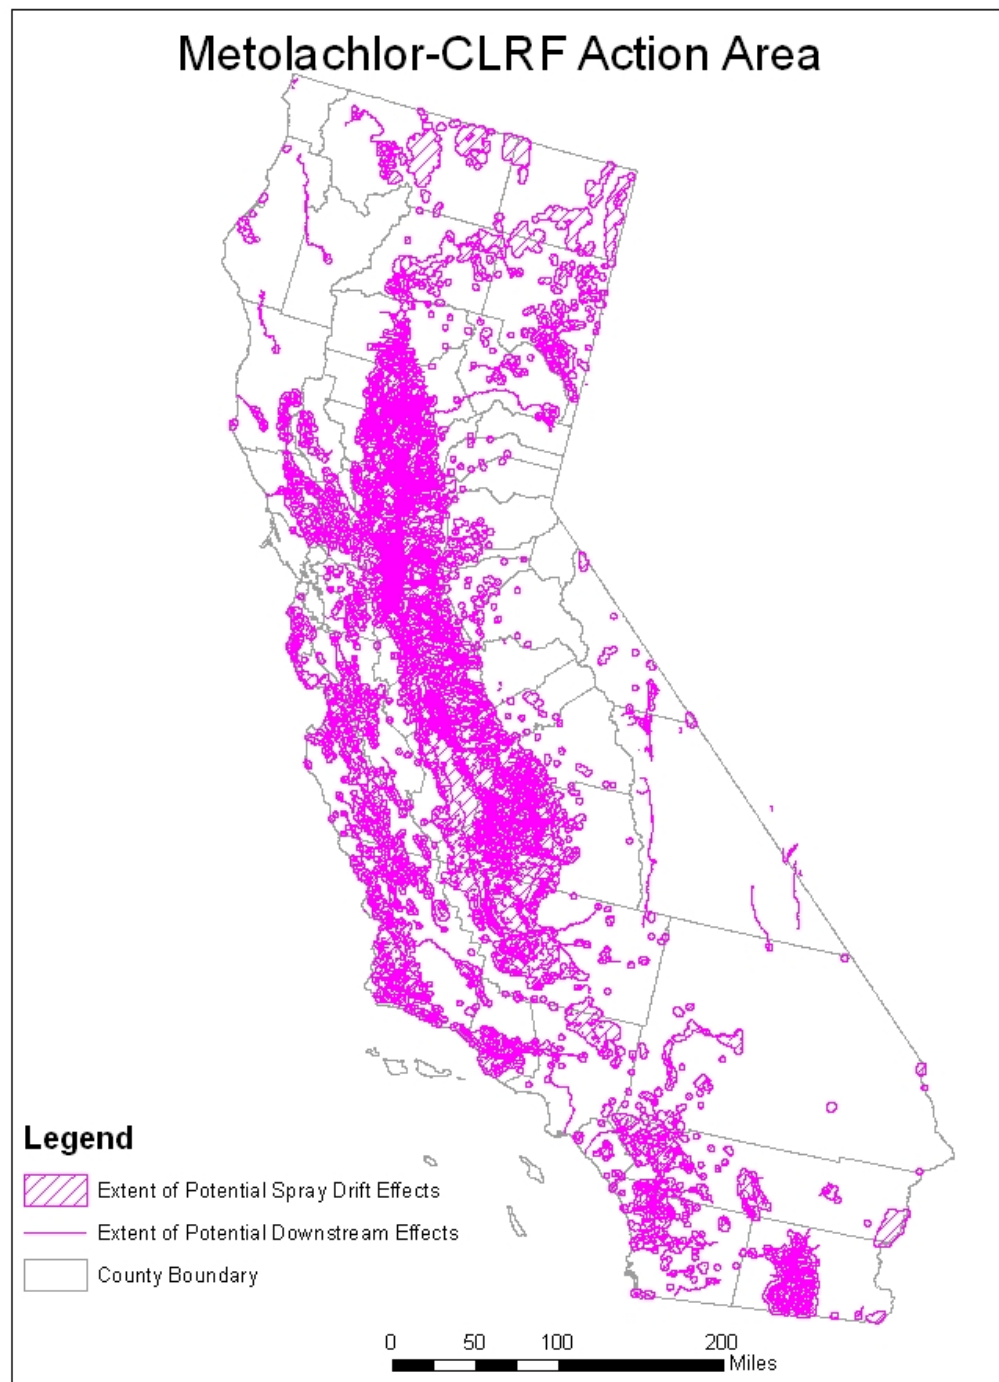 Metolachlor-CLRF Action Area
Legend
Extent of Potential Spray Drift Effects
Extent of Potential Downstream Effects
County Boundary
0 50 100 200
Miles